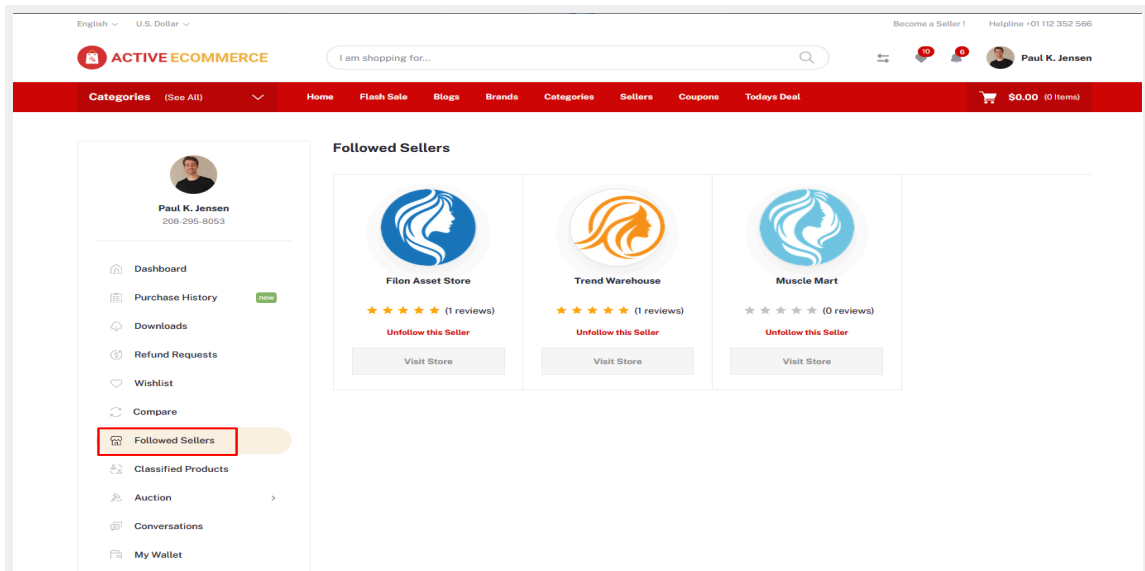 English U.S. Dollar Become a Seller ! Helpline +01 112 352 566
ACTIVE ECOMMERCE I am shopping for... 10 6 Paul K. Jensen
Categories (See All) Home Flash Sale Blogs Brands Categories Sellers Coupons Todays Deal $0.00 (0 Items)
Paul K. Jensen
208-295-8053
Dashboard
Purchase History new
Downloads
Refund Requests
Wishlist
Compare
Followed Sellers
Classified Products
Auction
Conversations
My Wallet
Followed Sellers
Filon Asset Store Trend Warehouse Muscle Mart
(1 reviews) (1 reviews) (0 reviews)
Unfollow this Seller Unfollow this Seller Unfollow this Seller
Visit Store Visit Store Visit Store